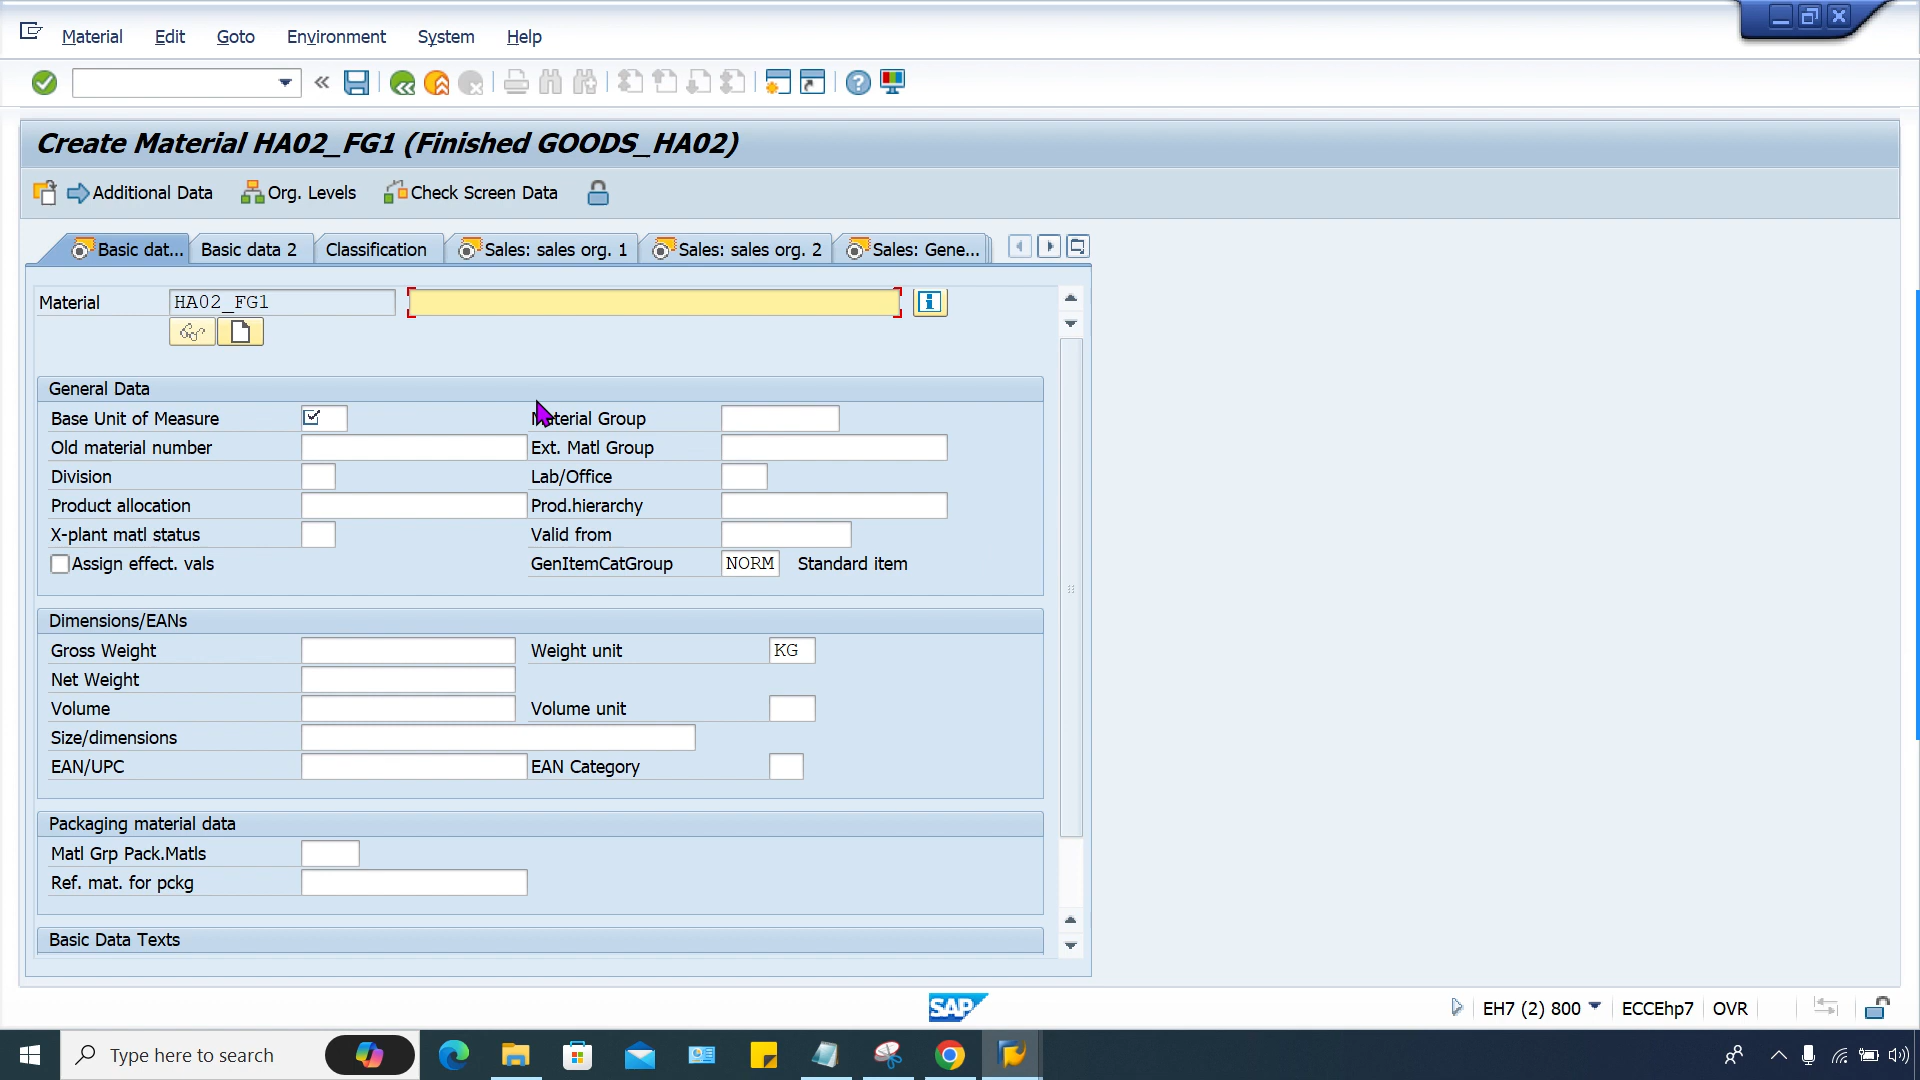 Material Edit Goto Environment System Help
Create Material HA02_FG1 (Finished GOODS_HA02)
Additional Data Org. Levels Check Screen Data
Basic dat... Basic data 2 Classification Sales: sales org. 1 Sales: sales org. 2 Sales: Gene...
Material HA02_FG1
General Data
Base Unit of Measure Material Group
Old material number Ext. Matl Group
Division Lab/Office
Product allocation Prod.hierarchy
X-plant matl status Valid from
Assign effect. vals GenItemCatGroup NORM Standard item
Dimensions/EANs
Gross Weight Weight unit KG
Net Weight
Volume Volume unit
Size/dimensions
EAN/UPC EAN Category
Packaging material data
Matl Grp Pack.Matls
Ref. mat. for pckg
Basic Data Texts
SAP EH7 (2) 800 ECCEhp7 OVR
Type here to search